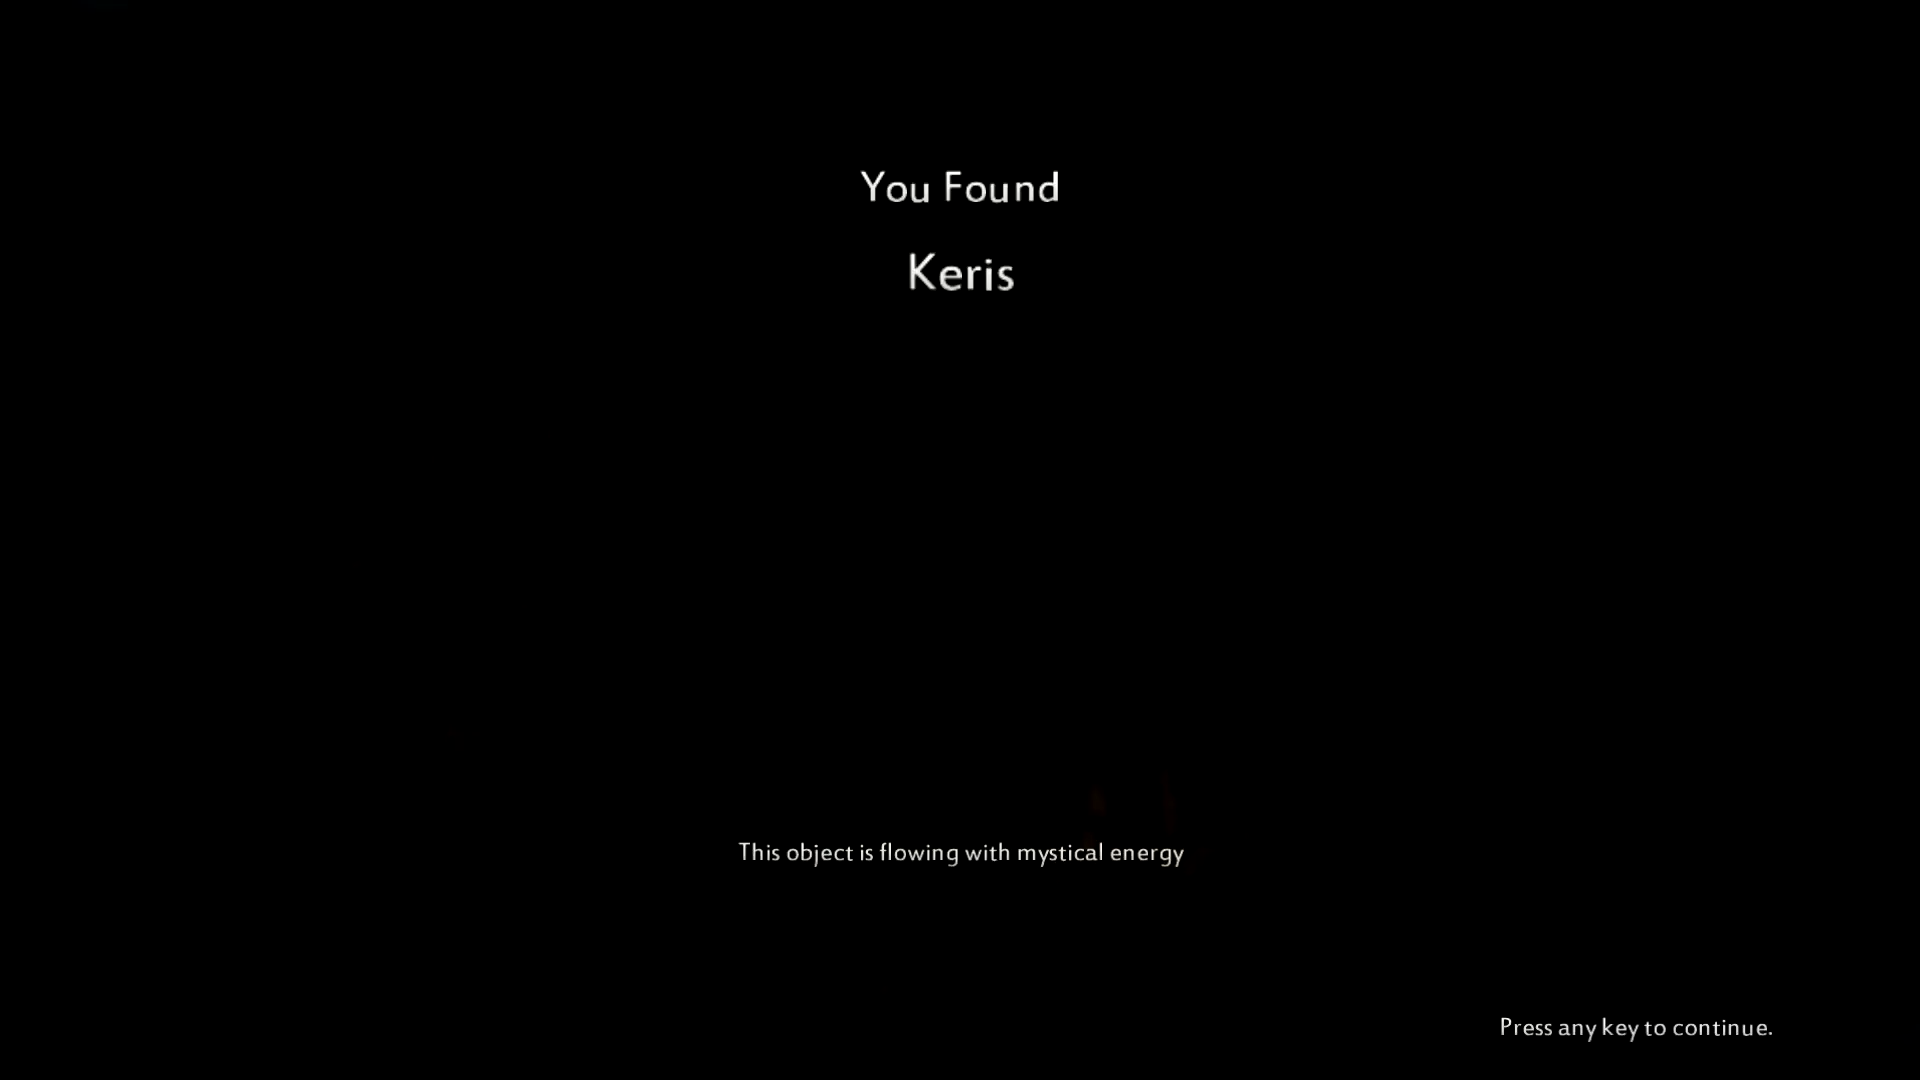 You Found
Keris
This object is flowing with mystical energy
Press any key to continue.